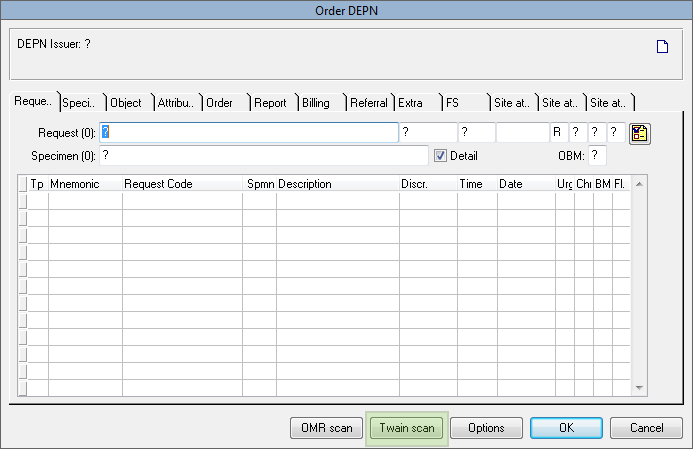 Order DEPN
DEPN Issuer: ?
Reque.. Speci.. Object Attribu.. Order Report Billing Referral Extra FS Site at.. Site at.. Site at..
Request (0): ? ? ? R ? ? ?
Specimen (0): ? Detail OBM: ?
Tp Mnemonic Request Code Spmn Description Discr. Time Date Urg Chi BM Fl.
OMR scan Twain scan Options OK Cancel